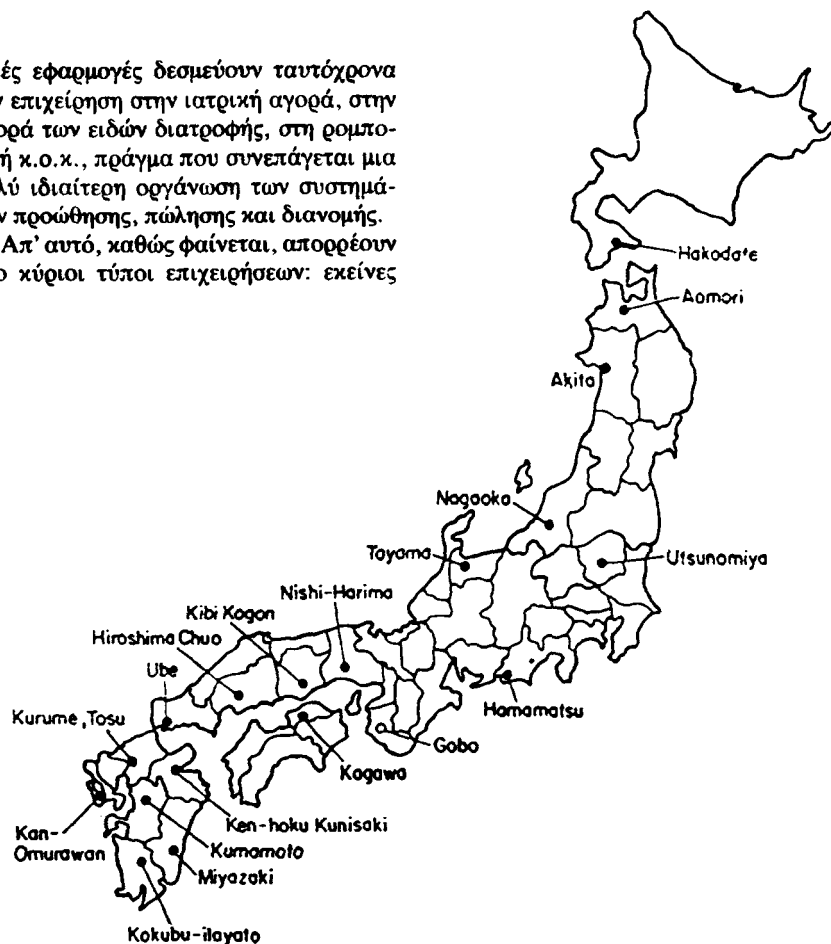 ές εφαρμογές δεσμεύουν ταυτόχρονα
ν επιχείρηση στην ιατρική αγορά, στην
ορά των ειδών διατροφής, στη ρομπο-
ή κ.ο.κ., πράγμα που συνεπάγεται μια
λύ ιδιαίτερη οργάνωση των συστημά-
ν προώθησης, πώλησης και διανομής.
Απ' αυτό, καθώς φαίνεται, απορρέουν
ο κύριοι τύποι επιχειρήσεων: εκείνες
Hakodate
Aomori
Akita
Nagaoka
Toyama
Utsunomiya
Nishi-Harima
Kibi Kogon
Hiroshima Chuo
Ube
Hamamatsu
Kurume, Tosu
Gobo
Kagawa
Ken-hoku Kunisaki
Kan-
Omurawan
Kumamoto
Miyazaki
Kokubu-ilayato